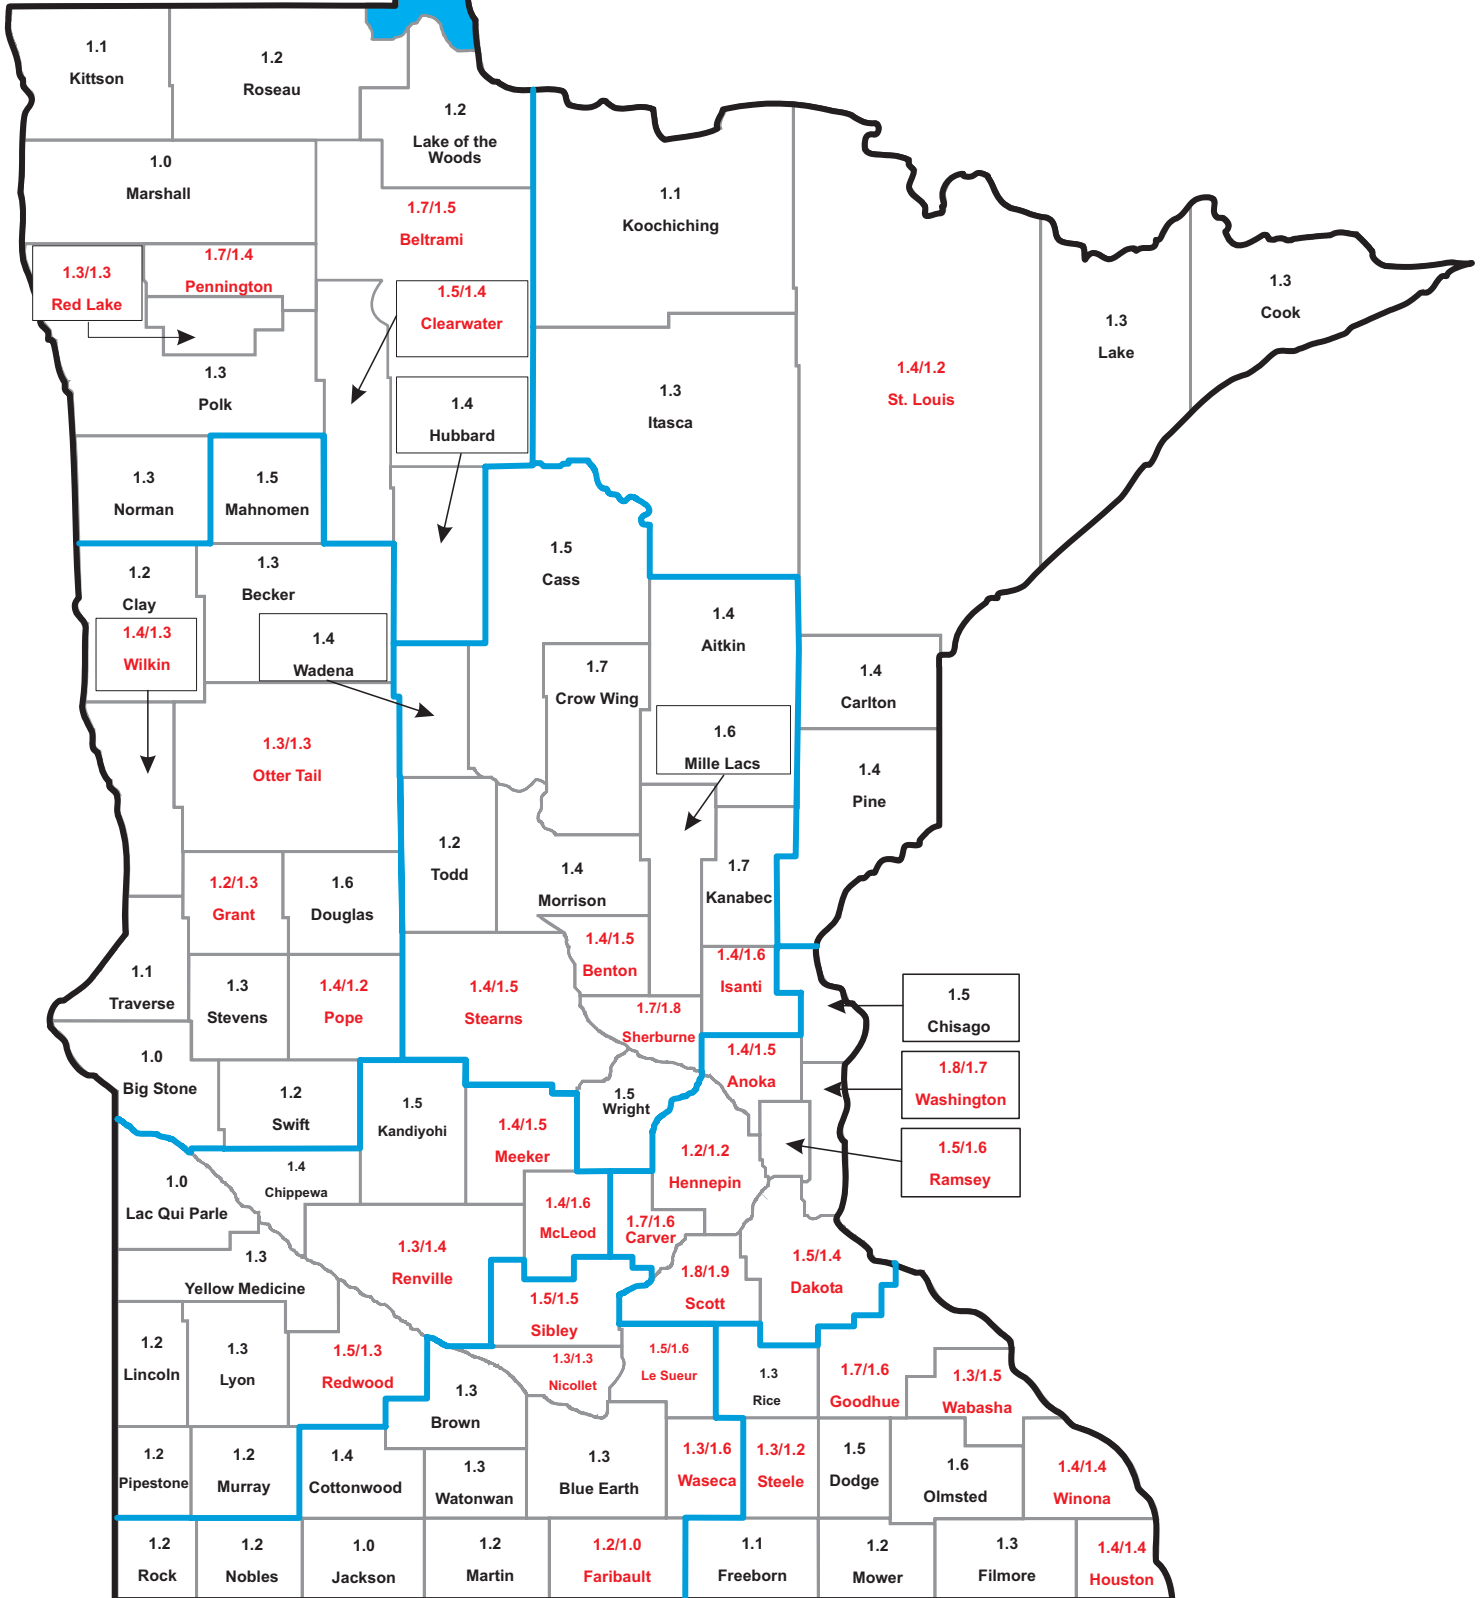 1.1
Kittson
1.2
Roseau
1.2
Lake of the
Woods
1.0
Marshall
1.7/1.5
Beltrami
1.1
Koochiching
1.3/1.3
Red Lake
1.7/1.4
Pennington
1.5/1.4
Clearwater
1.3
Cook
1.3
Lake
1.4/1.2
St. Louis
1.3
Polk
1.4
Hubbard
1.3
Itasca
1.3
Norman
1.5
Mahnomen
1.2
Clay
1.3
Becker
1.5
Cass
1.4/1.3
Wilkin
1.4
Wadena
1.4
Aitkin
1.7
Crow Wing
1.4
Carlton
1.3/1.3
Otter Tail
1.6
Mille Lacs
1.4
Pine
1.2/1.3
Grant
1.6
Douglas
1.2
Todd
1.4
Morrison
1.7
Kanabec
1.1
Traverse
1.3
Stevens
1.4/1.2
Pope
1.4/1.5
Stearns
1.4/1.5
Benton
1.4/1.6
Isanti
1.7/1.8
Sherburne
1.5
Chisago
1.0
Big Stone
1.2
Swift
1.5
Kandiyohi
1.4/1.5
Meeker
1.5
Wright
1.4/1.5
Anoka
1.8/1.7
Washington
1.2/1.2
Hennepin
1.5/1.6
Ramsey
1.0
Lac Qui Parle
1.4
Chippewa
1.4/1.6
McLeod
1.7/1.6
Carver
1.3
Yellow Medicine
1.3/1.4
Renville
1.8/1.9
Scott
1.5/1.4
Dakota
1.5/1.5
Sibley
1.2
Lincoln
1.3
Lyon
1.5/1.3
Redwood
1.3/1.3
Nicollet
1.5/1.6
Le Sueur
1.3
Rice
1.7/1.6
Goodhue
1.3/1.5
Wabasha
1.3
Brown
1.2
Pipestone
1.2
Murray
1.4
Cottonwood
1.3
Watonwan
1.3
Blue Earth
1.3/1.6
Waseca
1.3/1.2
Steele
1.5
Dodge
1.6
Olmsted
1.4/1.4
Winona
1.2
Rock
1.2
Nobles
1.0
Jackson
1.2
Martin
1.2/1.0
Faribault
1.1
Freeborn
1.2
Mower
1.3
Filmore
1.4/1.4
Houston